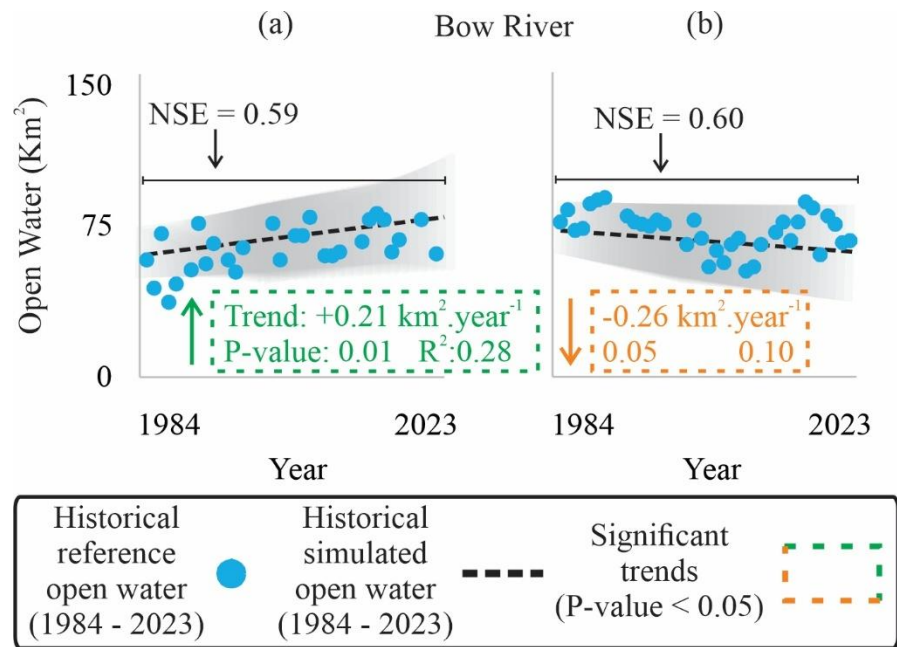 (a) Bow River (b)
Open Water (Km²)
150
75
0
NSE = 0.59
Trend: +0.21 km².year⁻¹
P-value: 0.01 R²:0.28
1984 2023
Year
NSE = 0.60
-0.26 km².year⁻¹
0.05 0.10
1984 2023
Year
Historical
reference
open water
(1984 - 2023)
Historical
simulated
open water
(1984 - 2023)
Significant
trends
(P-value < 0.05)